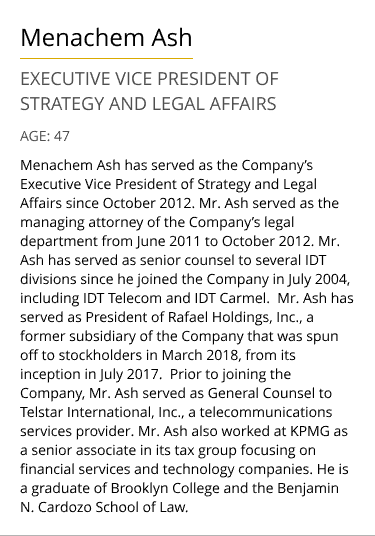 Menachem Ash
EXECUTIVE VICE PRESIDENT OF
STRATEGY AND LEGAL AFFAIRS
AGE: 47
Menachem Ash has served as the Company’s
Executive Vice President of Strategy and Legal
Affairs since October 2012. Mr. Ash served as the
managing attorney of the Company’s legal
department from June 2011 to October 2012. Mr.
Ash has served as senior counsel to several IDT
divisions since he joined the Company in July 2004,
including IDT Telecom and IDT Carmel.  Mr. Ash has
served as President of Rafael Holdings, Inc., a
former subsidiary of the Company that was spun
off to stockholders in March 2018, from its
inception in July 2017.  Prior to joining the
Company, Mr. Ash served as General Counsel to
Telstar International, Inc., a telecommunications
services provider. Mr. Ash also worked at KPMG as
a senior associate in its tax group focusing on
financial services and technology companies. He is
a graduate of Brooklyn College and the Benjamin
N. Cardozo School of Law.